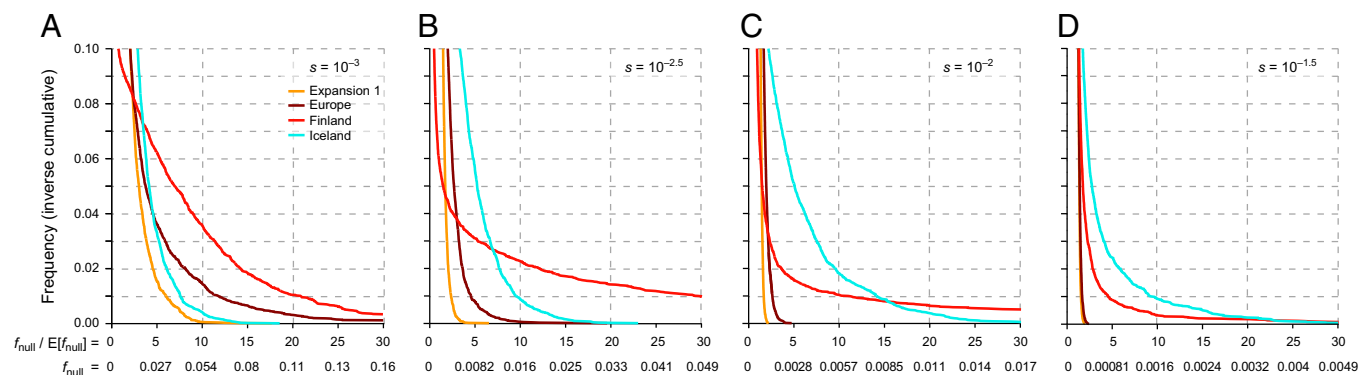 A
B
C
D
s = 10⁻³
s = 10⁻²·⁵
s = 10⁻²
s = 10⁻¹·⁵
Expansion 1
Europe
Finland
Iceland
Frequency (inverse cumulative)
0.10
0.08
0.06
0.04
0.02
0.00
f_null / E[f_null] = 0 5 10 15 20 25 30 0 5 10 15 20 25 30 0 5 10 15 20 25 30 0 5 10 15 20 25 30
f_null = 0 0.027 0.054 0.08 0.11 0.13 0.16 0 0.0082 0.016 0.025 0.033 0.041 0.049 0 0.0028 0.0057 0.0085 0.011 0.014 0.017 0 0.00081 0.0016 0.0024 0.0032 0.004 0.0049